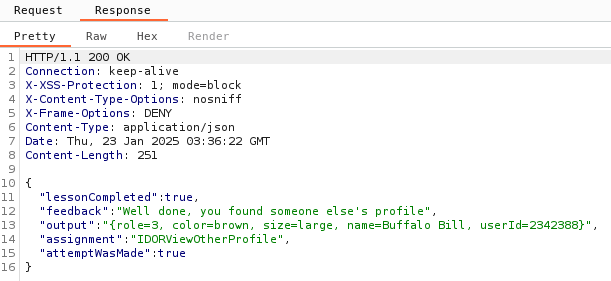 Request Response
Pretty Raw Hex Render
1 HTTP/1.1 200 OK
2 Connection: keep-alive
3 X-XSS-Protection: 1; mode=block
4 X-Content-Type-Options: nosniff
5 X-Frame-Options: DENY
6 Content-Type: application/json
7 Date: Thu, 23 Jan 2025 03:36:22 GMT
8 Content-Length: 251
9
10 {
11 "lessonCompleted":true,
12 "feedback":"Well done, you found someone else's profile",
13 "output":"{role=3, color=brown, size=large, name=Buffalo Bill, userId=2342388}",
14 "assignment":"IDORViewOtherProfile",
15 "attemptWasMade":true
16 }